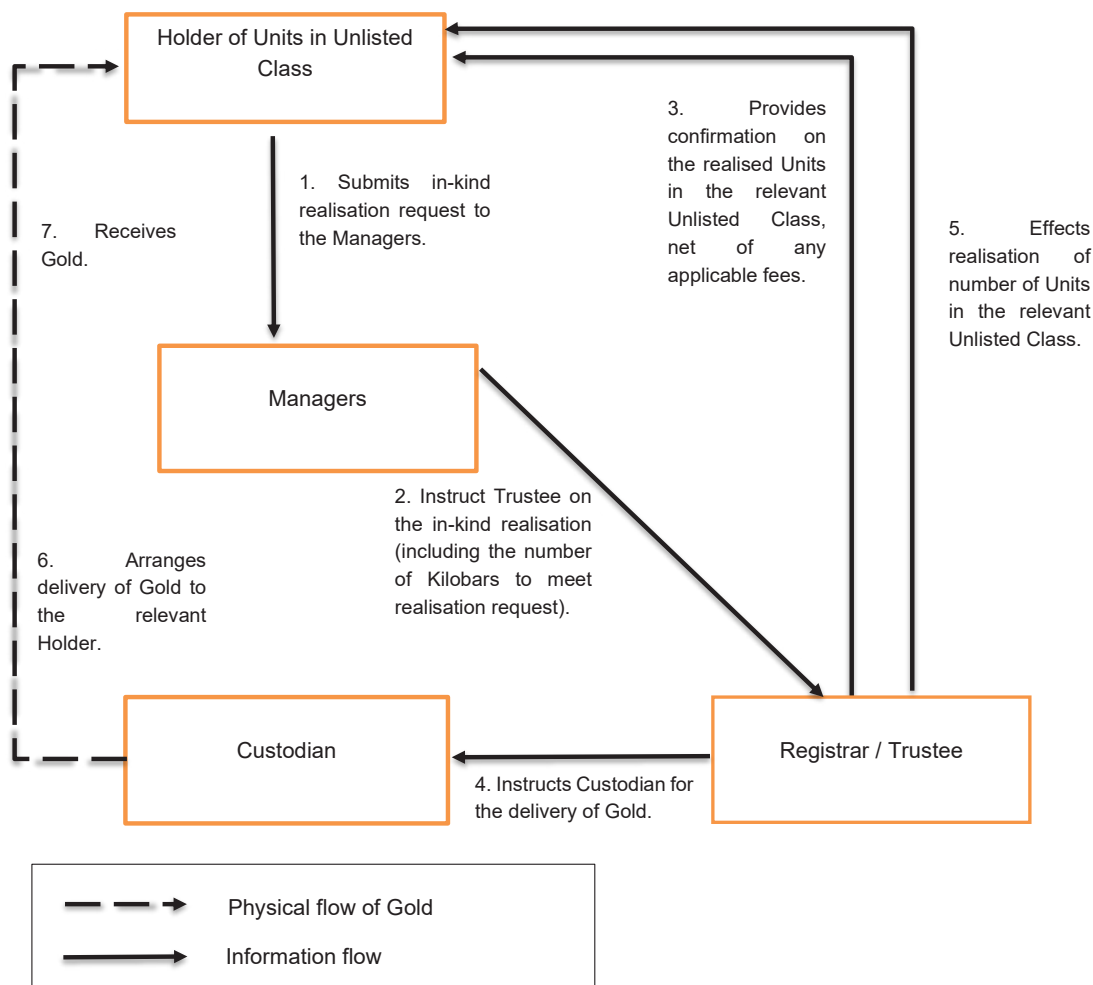 Holder of Units in Unlisted
Class
1. Submits in-kind
realisation request to
the Managers.
3. Provides
confirmation on
the realised Units
in the relevant
Unlisted Class,
net of any
applicable fees.
5. Effects
realisation of
number of Units
in the relevant
Unlisted Class.
7. Receives
Gold.
Managers
2. Instruct Trustee on
the in-kind realisation
(including the number
of Kilobars to meet
realisation request).
6. Arranges
delivery of Gold to
the relevant
Holder.
Custodian
Registrar / Trustee
4. Instructs Custodian for
the delivery of Gold.
Physical flow of Gold
Information flow